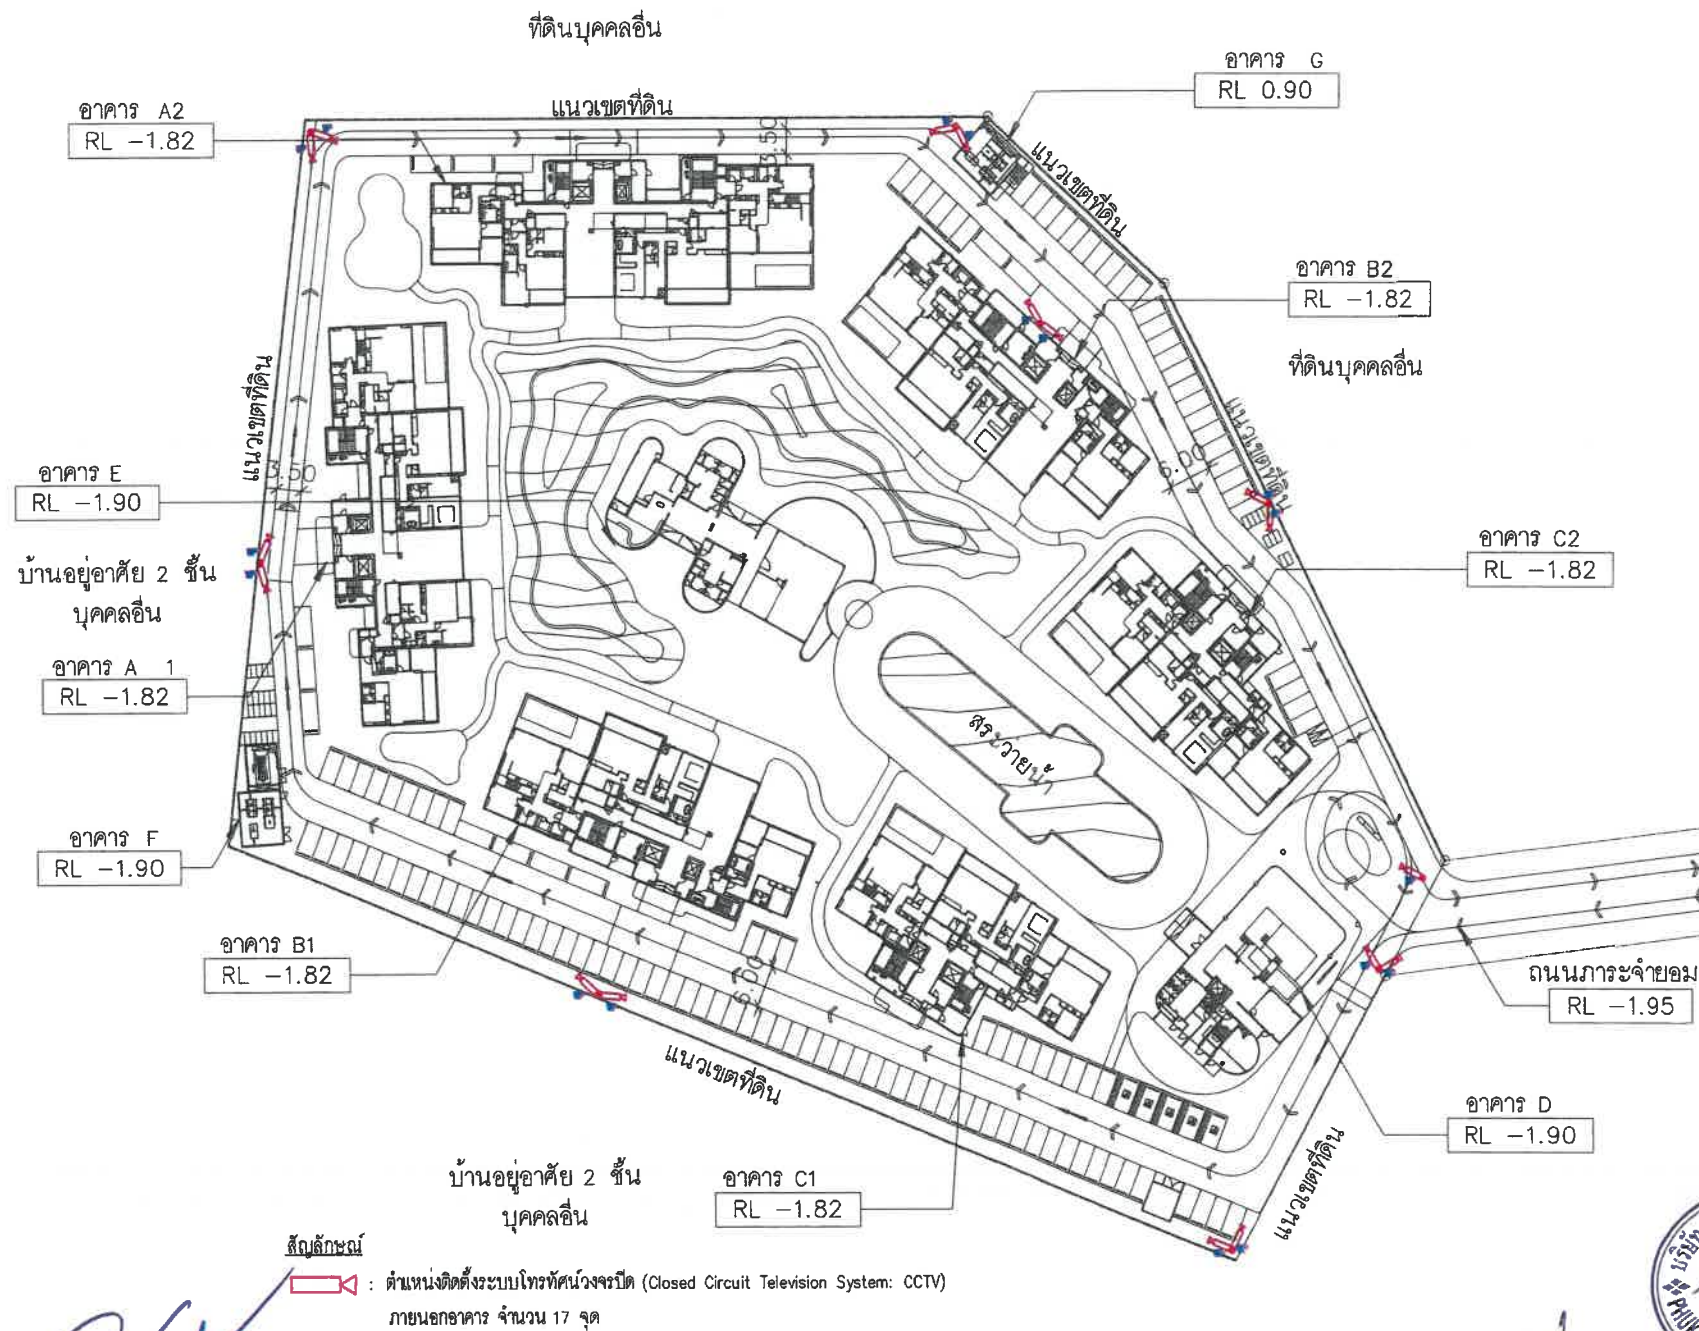 ที่ดินบุคคลอื่น
อาคาร G
RL 0.90
อาคาร A2
RL -1.82
แนวเขตที่ดิน
5.50
แนวเขตที่ดิน
อาคาร B2
RL -1.82
ที่ดินบุคคลอื่น
แนวเขตที่ดิน
แนวเขตที่ดิน
อาคาร E
RL -1.90
3.50
6.00
อาคาร C2
RL -1.82
บ้านอยู่อาศัย 2 ชั้น
บุคคลอื่น
อาคาร A 1
RL -1.82
สระว่ายน้ำ
อาคาร F
RL -1.90
อาคาร B1
RL -1.82
6.00
ถนนภาระจำยอม
RL -1.95
แนวเขตที่ดิน
อาคาร D
RL -1.90
แนวเขตที่ดิน
บ้านอยู่อาศัย 2 ชั้น
บุคคลอื่น
อาคาร C1
RL -1.82
สัญลักษณ์
: ตำแหน่งติดตั้งระบบโทรทัศน์วงจรปิด (Closed Circuit Television System: CCTV)
ภายนอกอาคาร จำนวน 17 จุด
บริษัท